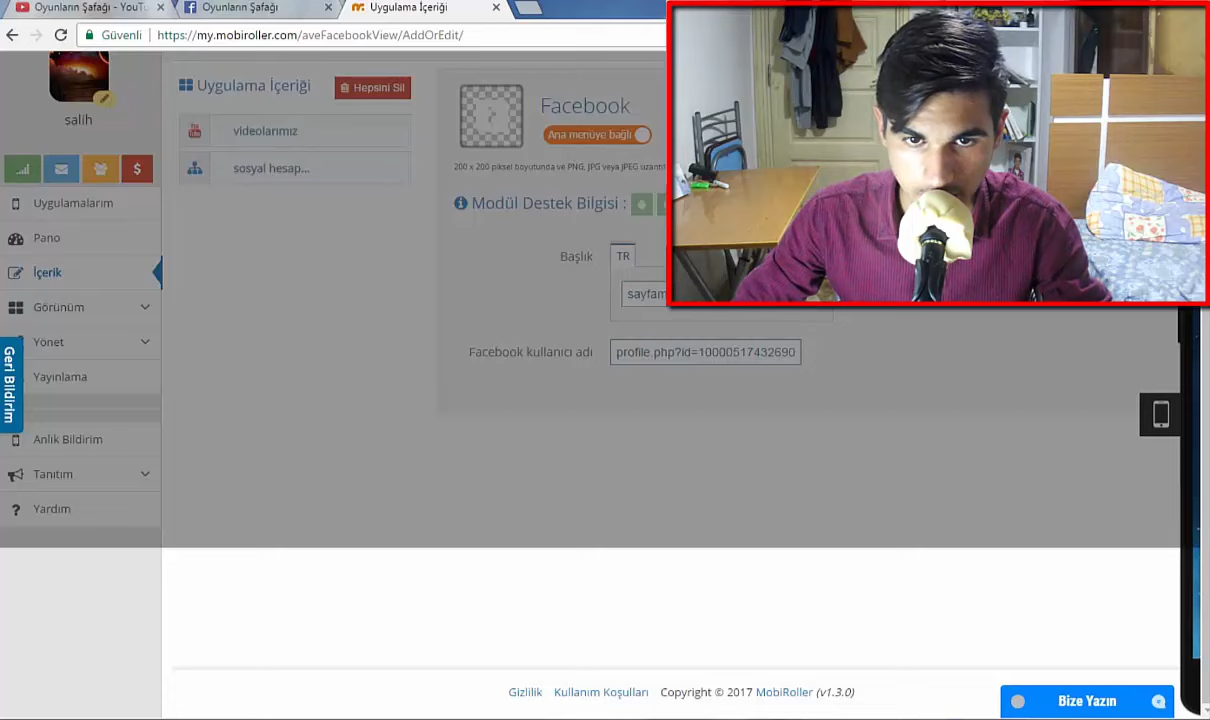 Oyunların Şafağı - YouTu
Oyunların Şafağı
Uygulama İçeriği
Güvenli
https://my.mobiroller.com/aveFacebookView/AddOrEdit/
salih
Uygulama İçeriği
Hepsini Sil
videolarımız
sosyal hesap...
Facebook
Ana menüye bağlı
200 x 200 piksel boyutunda ve PNG, JPG veya JPEG uzantılı
Modül Destek Bilgisi :
Başlık
TR
sayfam
Facebook kullanıcı adı
profile.php?id=10000517432690
Uygulamalarım
Pano
İçerik
Görünüm
Yönet
Yayınlama
Geri Bildirim
Anlık Bildirim
Tanıtım
Yardım
Gizlilik Kullanım Koşulları Copyright © 2017 MobiRoller (v1.3.0)
Bize Yazın